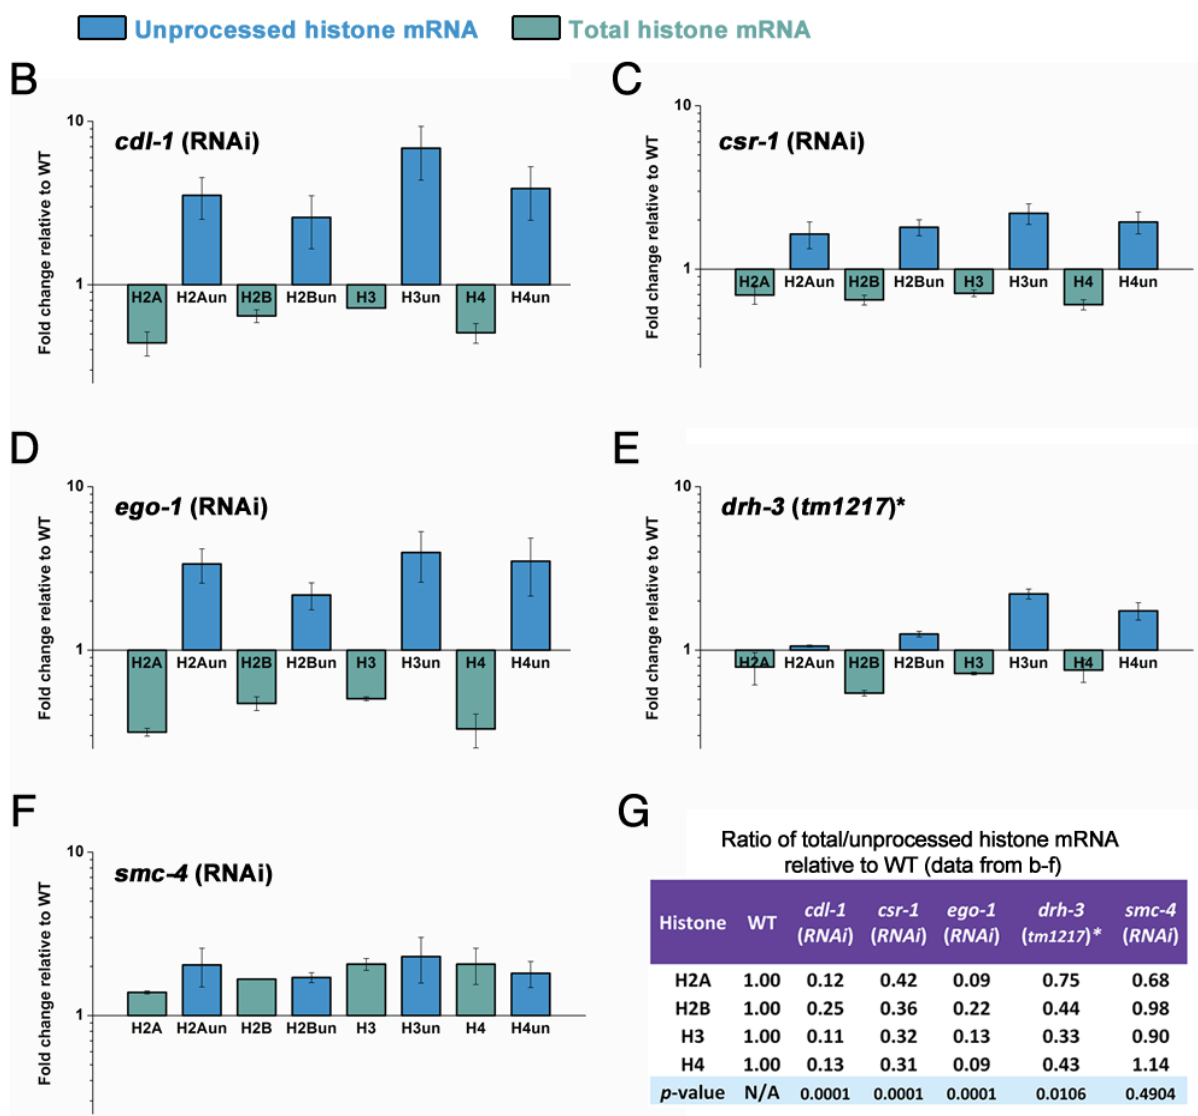 Unprocessed histone mRNA Total histone mRNA
B
10
cdl-1 (RNAi)
Fold change relative to WT
1
H2A H2Aun H2B H2Bun H3 H3un H4 H4un
C
10
csr-1 (RNAi)
Fold change relative to WT
1
H2A H2Aun H2B H2Bun H3 H3un H4 H4un
D
10
ego-1 (RNAi)
Fold change relative to WT
1
H2A H2Aun H2B H2Bun H3 H3un H4 H4un
E
10
drh-3 (tm1217)*
Fold change relative to WT
1
H2A H2Aun H2B H2Bun H3 H3un H4 H4un
F
10
smc-4 (RNAi)
Fold change relative to WT
1
H2A H2Aun H2B H2Bun H3 H3un H4 H4un
G
Ratio of total/unprocessed histone mRNA
relative to WT (data from b-f)
Histone WT cdl-1 (RNAi) csr-1 (RNAi) ego-1 (RNAi) drh-3 (tm1217)* smc-4 (RNAi)
H2A 1.00 0.12 0.42 0.09 0.75 0.68
H2B 1.00 0.25 0.36 0.22 0.44 0.98
H3 1.00 0.11 0.32 0.13 0.33 0.90
H4 1.00 0.13 0.31 0.09 0.43 1.14
p-value N/A 0.0001 0.0001 0.0001 0.0106 0.4904